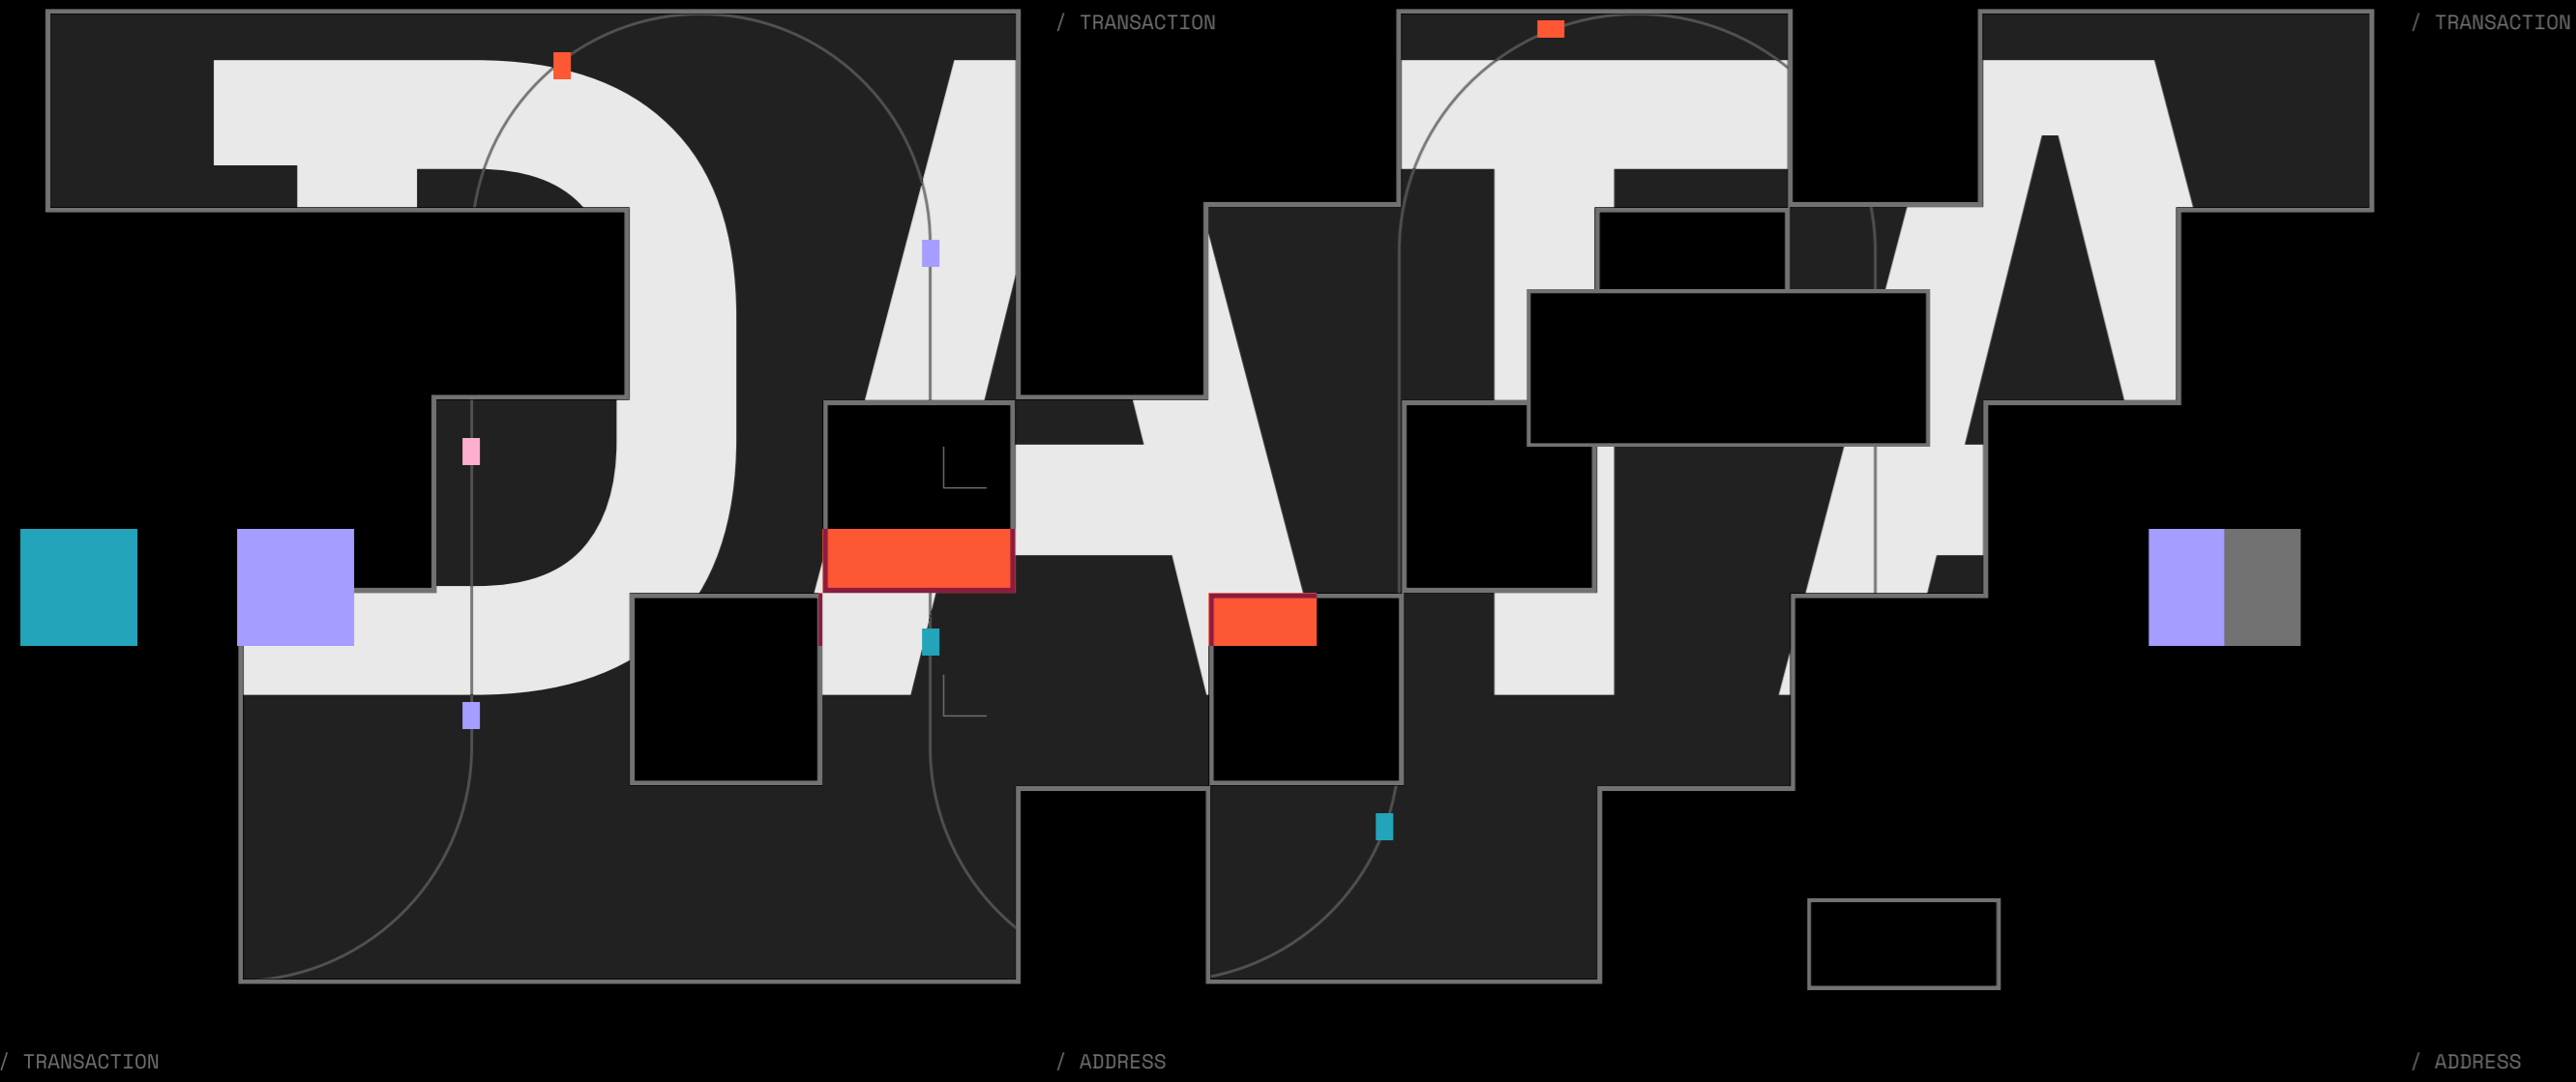 / TRANSACTION
/ TRANSACTION
DATA
/ TRANSACTION
/ ADDRESS
/ ADDRESS